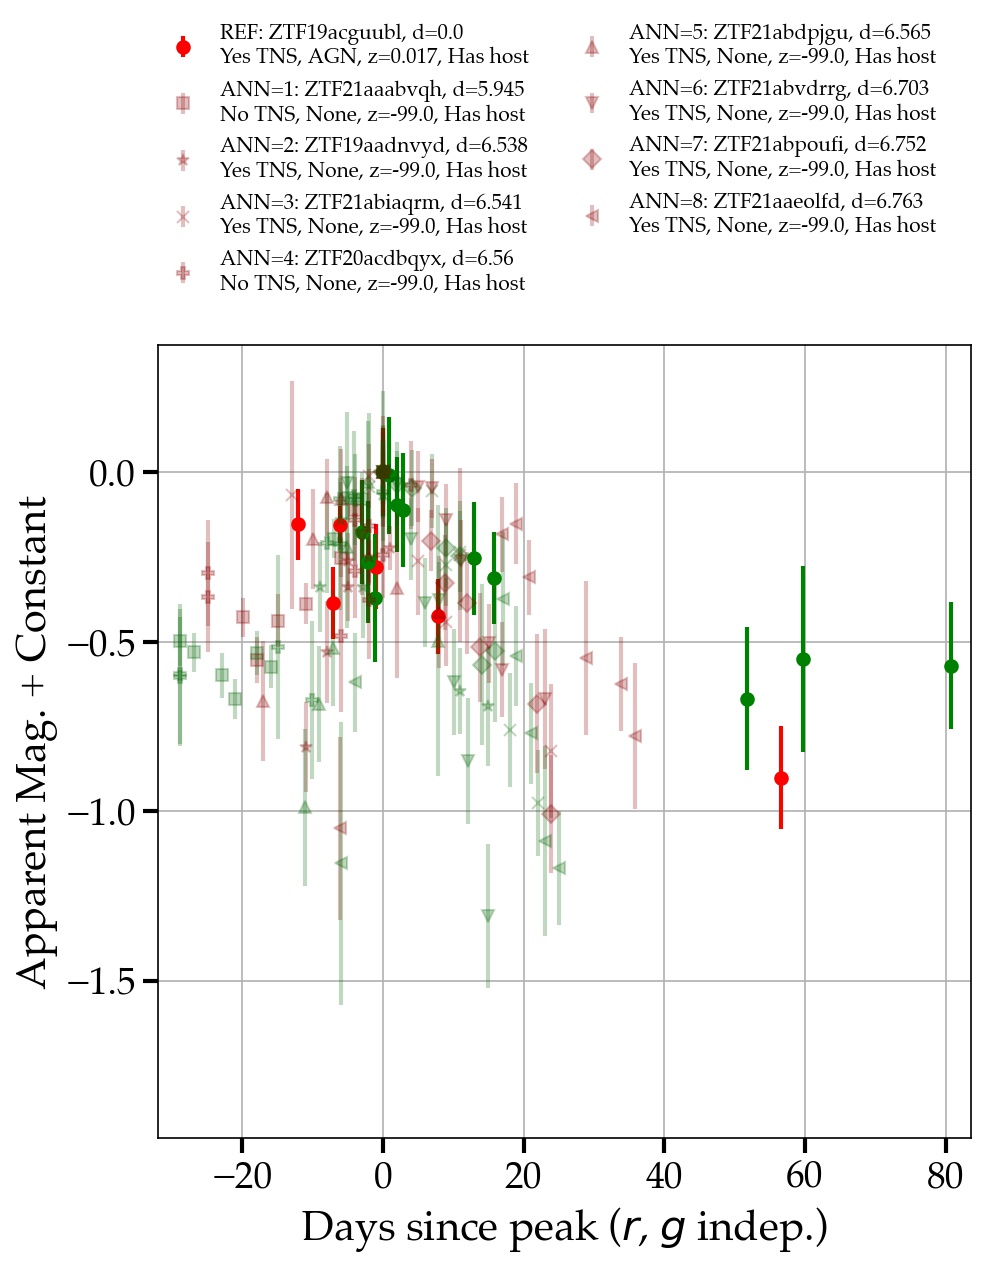 REF: ZTF19acguubl, d=0.0
Yes TNS, AGN, z=0.017, Has host
ANN=1: ZTF21aaabvqh, d=5.945
No TNS, None, z=-99.0, Has host
ANN=2: ZTF19aadnvyd, d=6.538
Yes TNS, None, z=-99.0, Has host
ANN=3: ZTF21abiaqrm, d=6.541
Yes TNS, None, z=-99.0, Has host
ANN=4: ZTF20acdbqyx, d=6.56
No TNS, None, z=-99.0, Has host
ANN=5: ZTF21abdpjgu, d=6.565
Yes TNS, None, z=-99.0, Has host
ANN=6: ZTF21abvdrrg, d=6.703
Yes TNS, None, z=-99.0, Has host
ANN=7: ZTF21abpoufi, d=6.752
Yes TNS, None, z=-99.0, Has host
ANN=8: ZTF21aaeolfd, d=6.763
Yes TNS, None, z=-99.0, Has host
Apparent Mag. + Constant
0.0
−0.5
−1.0
−1.5
−20 0 20 40 60 80
Days since peak (r, g indep.)